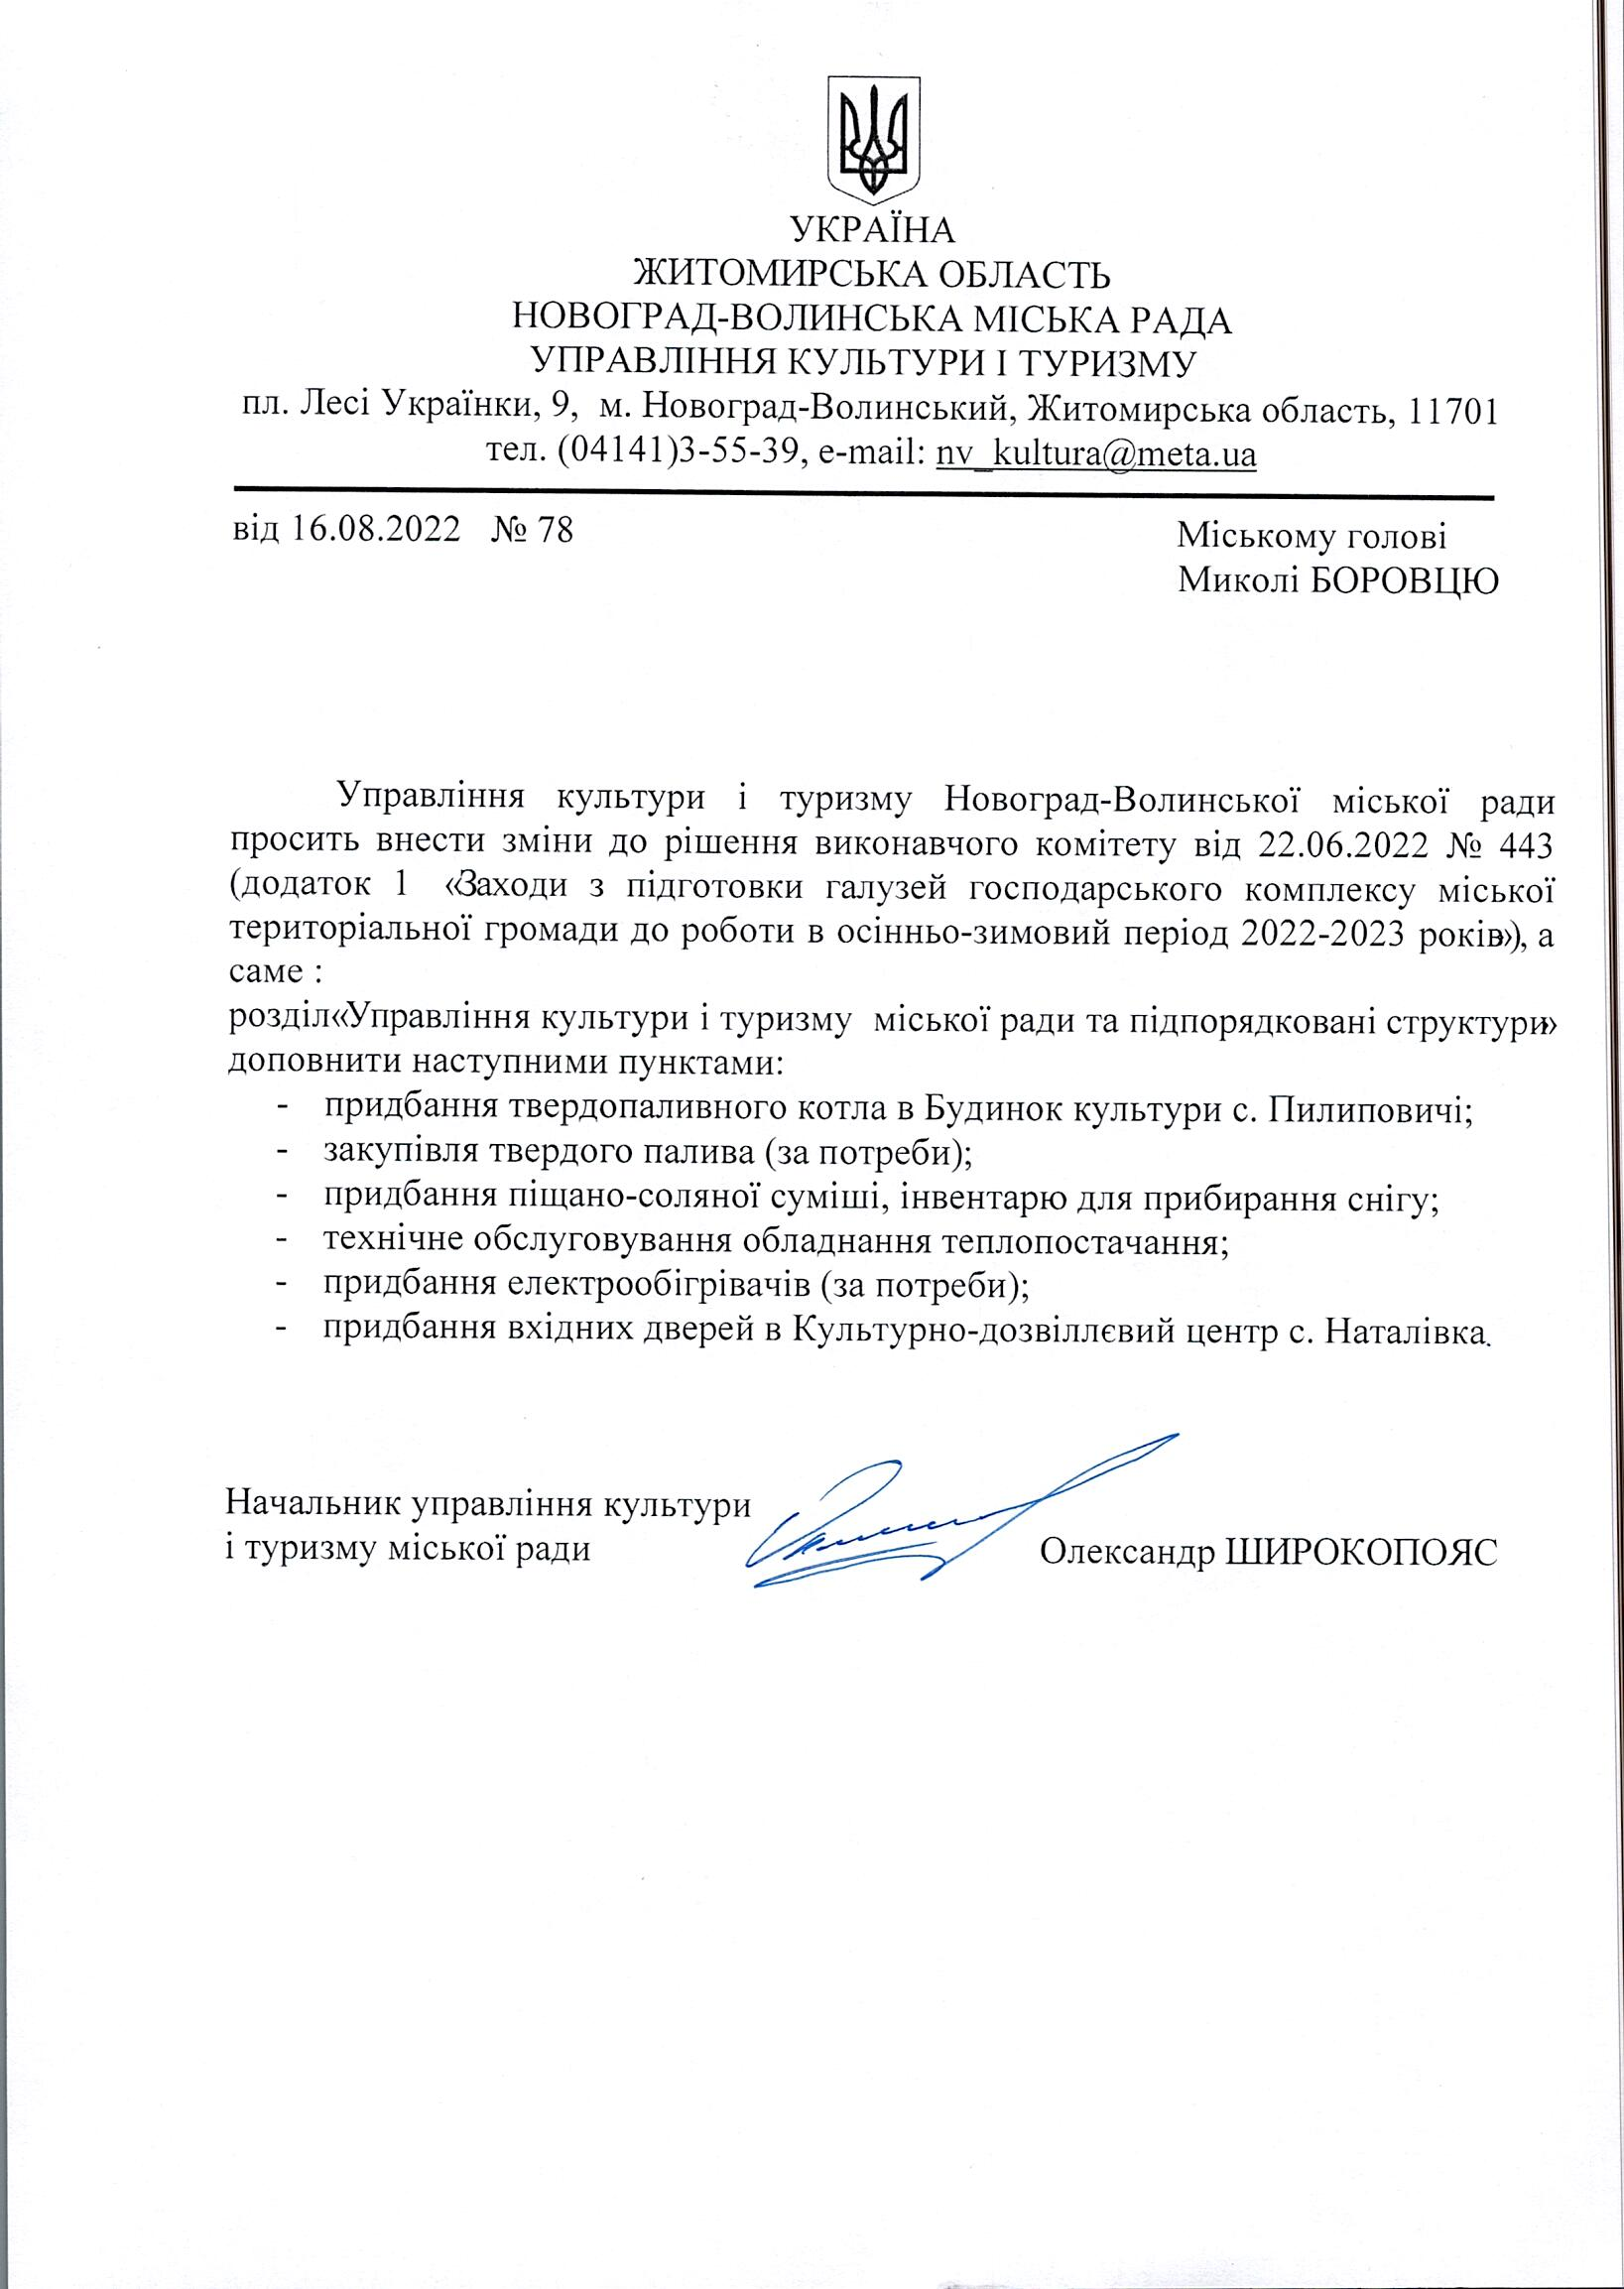 УКРАЇНА
ЖИТОМИРСЬКА ОБЛАСТЬ
НОВОГРАД-ВОЛИНСЬКА МІСЬКА РАДА
УПРАВЛІННЯ КУЛЬТУРИ І ТУРИЗМУ
пл. Лесі Українки, 9, м. Новоград-Волинський, Житомирська область, 11701
тел. (04141)3-55-39, e-mail: nv_kultura@meta.ua
від 16.08.2022 № 78
Міському голові
Миколі БОРОВЦЮ
Управління культури і туризму Новоград-Волинської міської ради
просить внести зміни до рішення виконавчого комітету від 22.06.2022 № 443
(додаток 1 «Заходи з підготовки галузей господарського комплексу міської
територіальної громади до роботи в осінньо-зимовий період 2022-2023 років»), а
саме :
розділ«Управління культури і туризму міської ради та підпорядковані структури»
доповнити наступними пунктами:
- придбання твердопаливного котла в Будинок культури с. Пилиповичі;
- закупівля твердого палива (за потреби);
- придбання піщано-соляної суміші, інвентарю для прибирання снігу;
- технічне обслуговування обладнання теплопостачання;
- придбання електрообігрівачів (за потреби);
- придбання вхідних дверей в Культурно-дозвіллєвий центр с. Наталівка.
Начальник управління культури
і туризму міської ради
Олександр ШИРОКОПОЯС